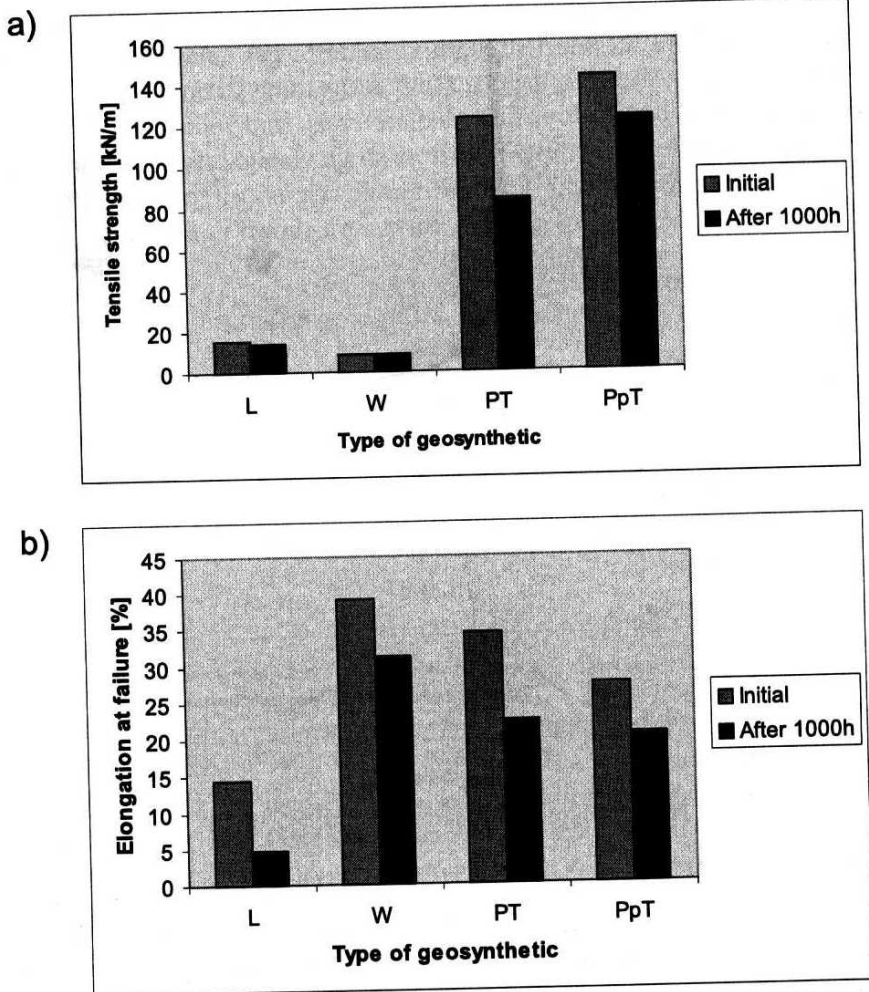 a)
160
140
120
100
80
60
40
20
0
Tensile strength [kN/m]
L W PT PpT
Type of geosynthetic
Initial
After 1000h
b)
45
40
35
30
25
20
15
10
5
0
Elongation at failure [%]
L W PT PpT
Type of geosynthetic
Initial
After 1000h